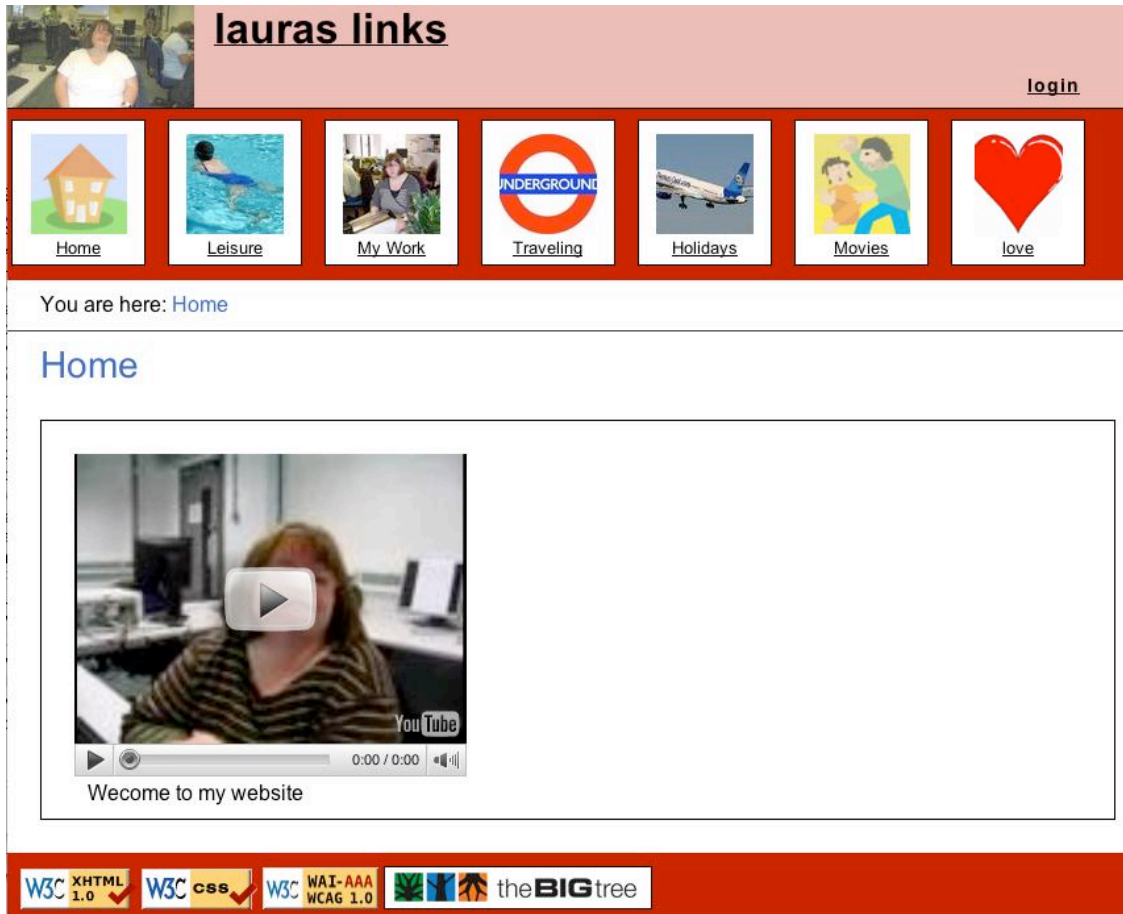 lauras links
login
UNDERGROUND
Home
Leisure
My Work
Traveling
Holidays
Movies
love
You are here: Home
Home
YouTube
0:00 / 0:00
Wecome to my website
W3C XHTML 1.0
W3C css
W3C WAI-AAA WCAG 1.0
theBIGtree